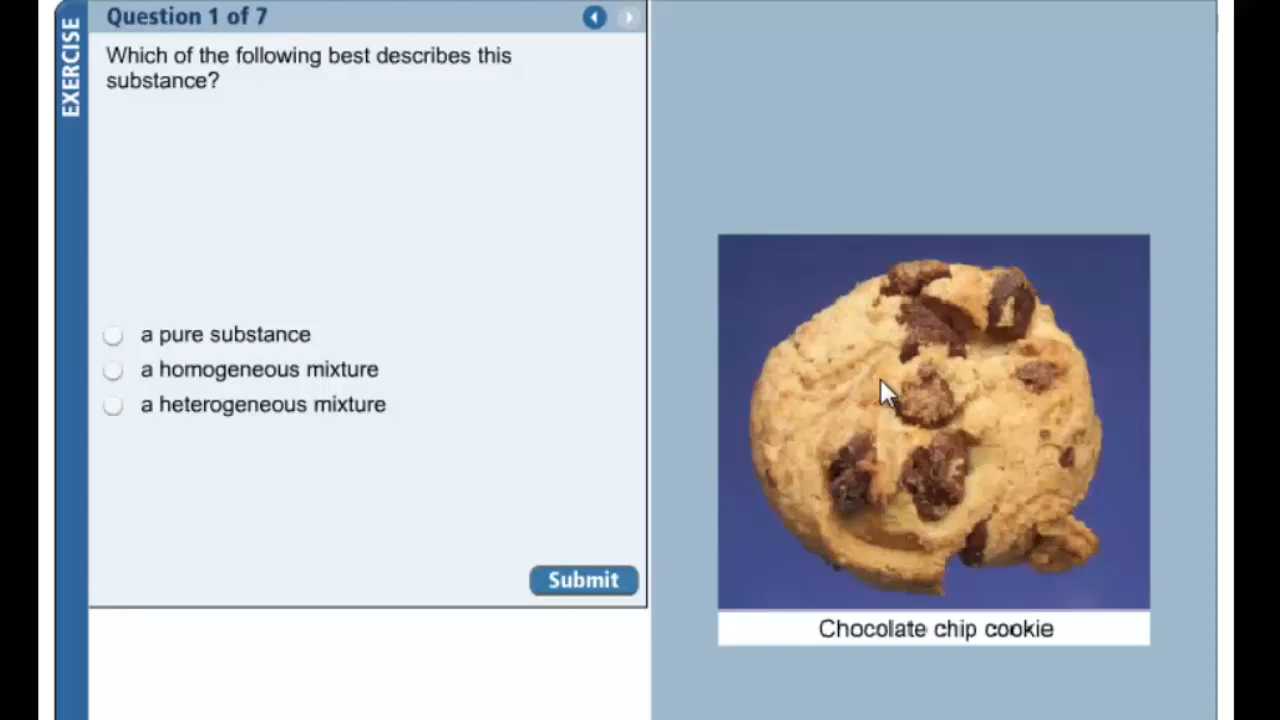 EXERCISE
Question 1 of 7
Which of the following best describes this
substance?
a pure substance
a homogeneous mixture
a heterogeneous mixture
Submit
Chocolate chip cookie